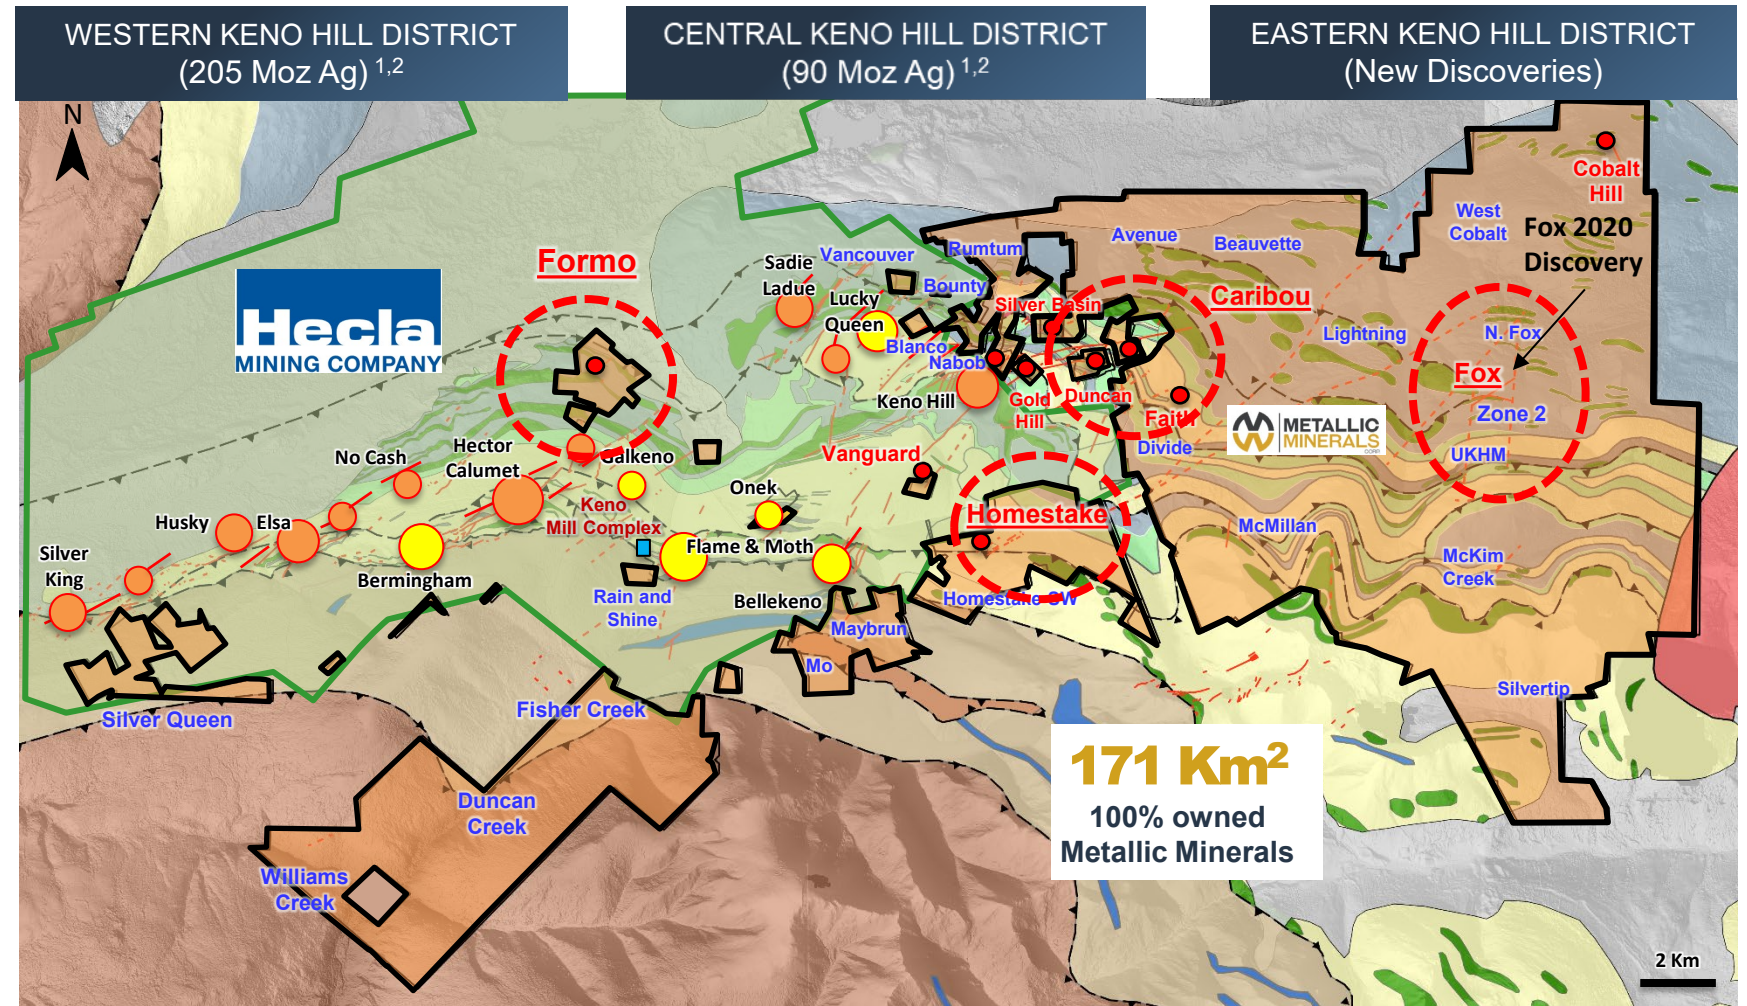 WESTERN KENO HILL DISTRICT
(205 Moz Ag) 1,2
CENTRAL KENO HILL DISTRICT
(90 Moz Ag) 1,2
EASTERN KENO HILL DISTRICT
(New Discoveries)
N
Cobalt
Hill
West
Cobalt
Fox 2020
Discovery
Avenue
Beauvette
Rumtum
Vancouver
Sadie
Ladue
Formo
Bounty
Lucky
Queen
Silver Basin
Caribou
Hecla
MINING COMPANY
Lightning
N. Fox
Blanco
Nabob
Fox
Keno Hill
Gold
Hill
Duncan
Faith
Zone 2
METALLIC
MINERALS
CORP.
Divide
UKHM
Hector
Calumet
No Cash
Galkeno
Vanguard
Onek
Keno
Mill Complex
Homestake
Husky
Elsa
McMillan
Silver
King
Flame & Moth
McKim
Creek
Bermingham
Rain and
Shine
Bellekeno
Homestake SW
Maybrun
Mo
Silvertip
Silver Queen
Fisher Creek
171 Km2
100% owned
Metallic Minerals
Duncan
Creek
Williams
Creek
2 Km